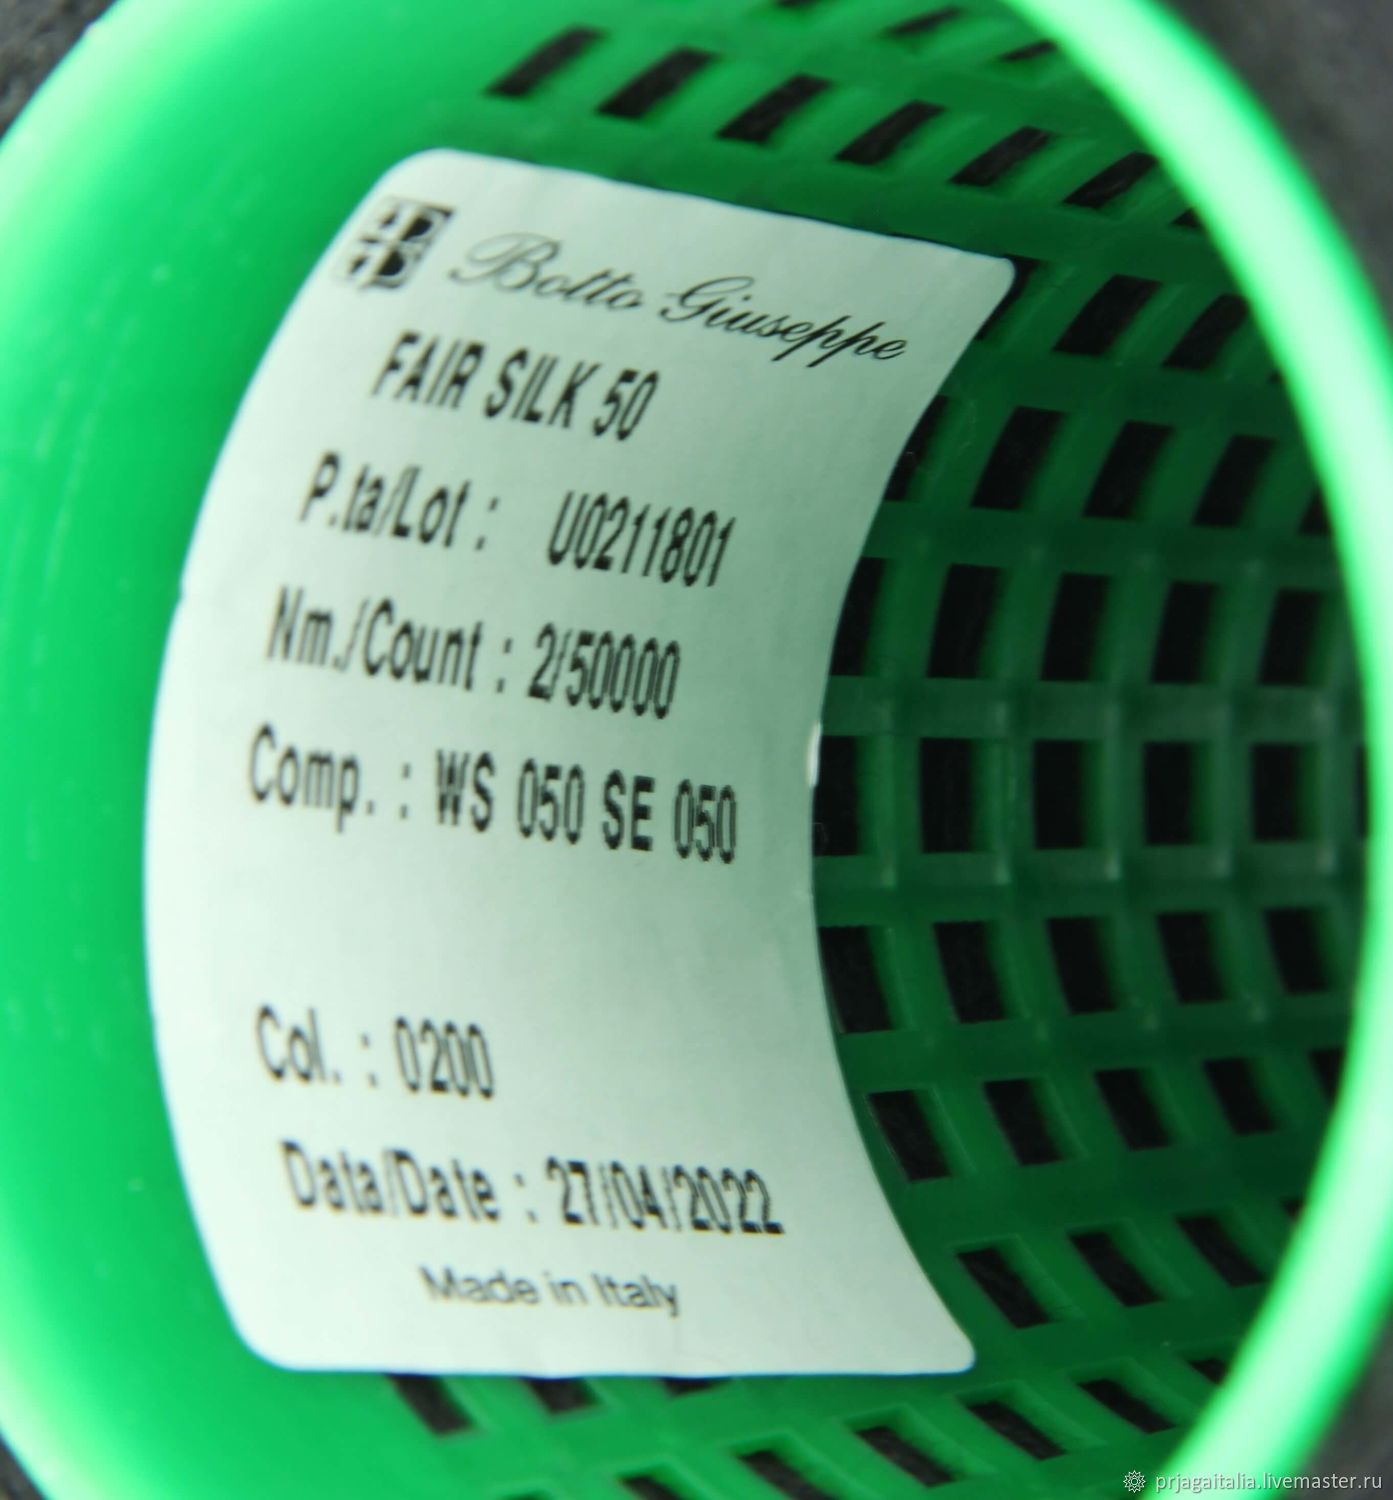 Botto Giuseppe
FAIR SILK 50
P.ta/Lot : U0211801
Nm./Count : 2/50000
Comp. : WS 050 SE 050
Col. : 0200
Data/Date : 27/04/2022
Made in Italy
prjagaitalia.livemaster.ru